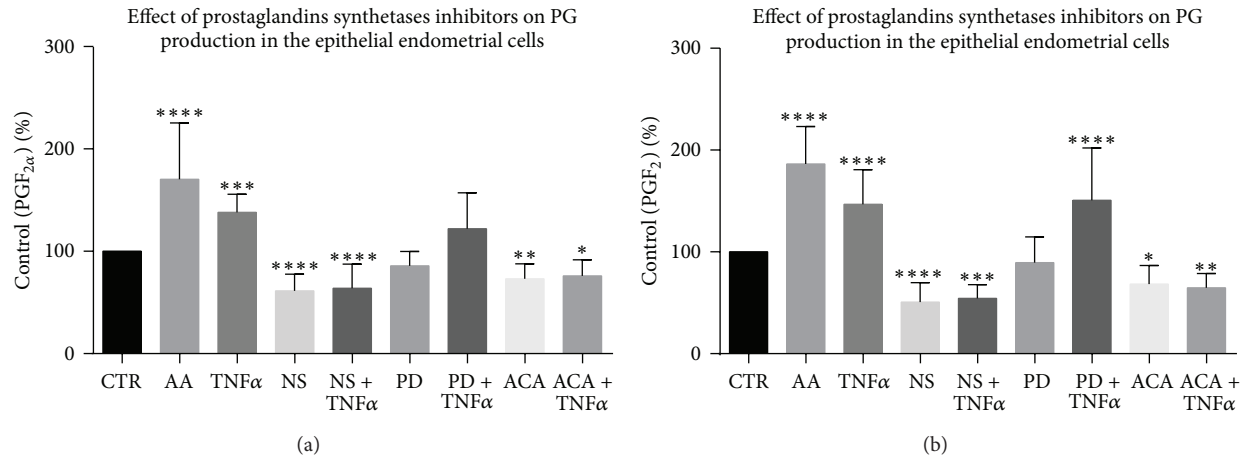 Effect of prostaglandins synthetases inhibitors on PG
production in the epithelial endometrial cells
300
200
100
0
Control (PGF2α) (%)
****
***
****
****
**
*
CTR
AA
TNFα
NS
NS +
TNFα
PD
PD +
TNFα
ACA
ACA +
TNFα
(a)
Effect of prostaglandins synthetases inhibitors on PG
production in the epithelial endometrial cells
300
200
100
0
Control (PGF2) (%)
****
****
****
***
****
*
**
CTR
AA
TNFα
NS
NS +
TNFα
PD
PD +
TNFα
ACA
ACA +
TNFα
(b)